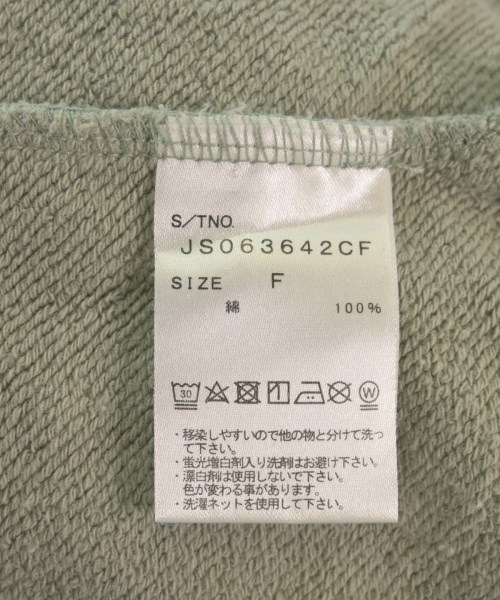 S/TNO.
JS063642CF
SIZE F
綿 100%
30 W
・移染しやすいので他の物と分けて洗っ
て下さい。
・蛍光増白剤入り洗剤はお避け下さい。
・漂白剤は使用しないで下さい。
色が変わる事があります。
・洗濯ネットを使用して下さい。